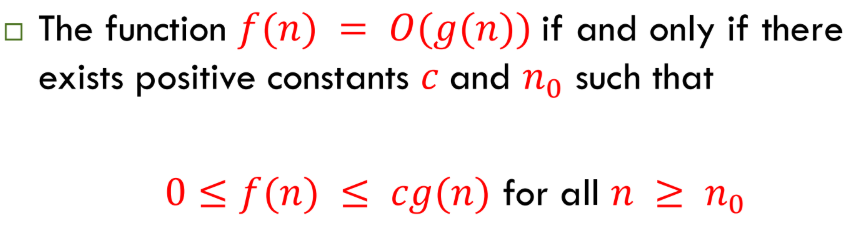 □ The function f(n) = O(g(n)) if and only if there
exists positive constants c and n₀ such that
0 ≤ f(n) ≤ cg(n) for all n ≥ n₀